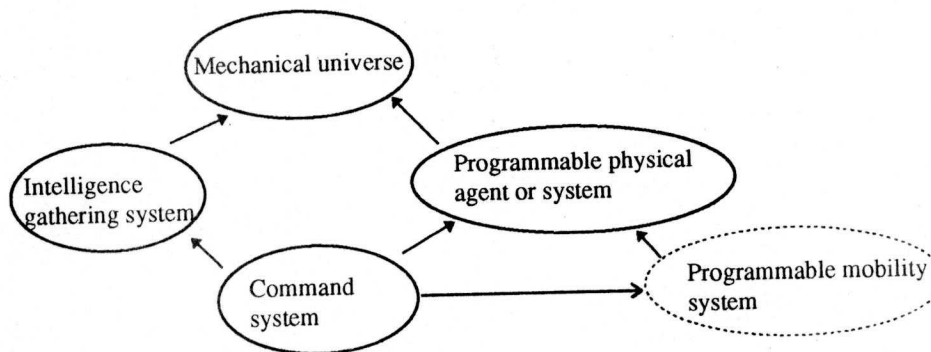 Mechanical universe
Programmable physical
agent or system
Intelligence
gathering system
Programmable mobility
system
Command
system